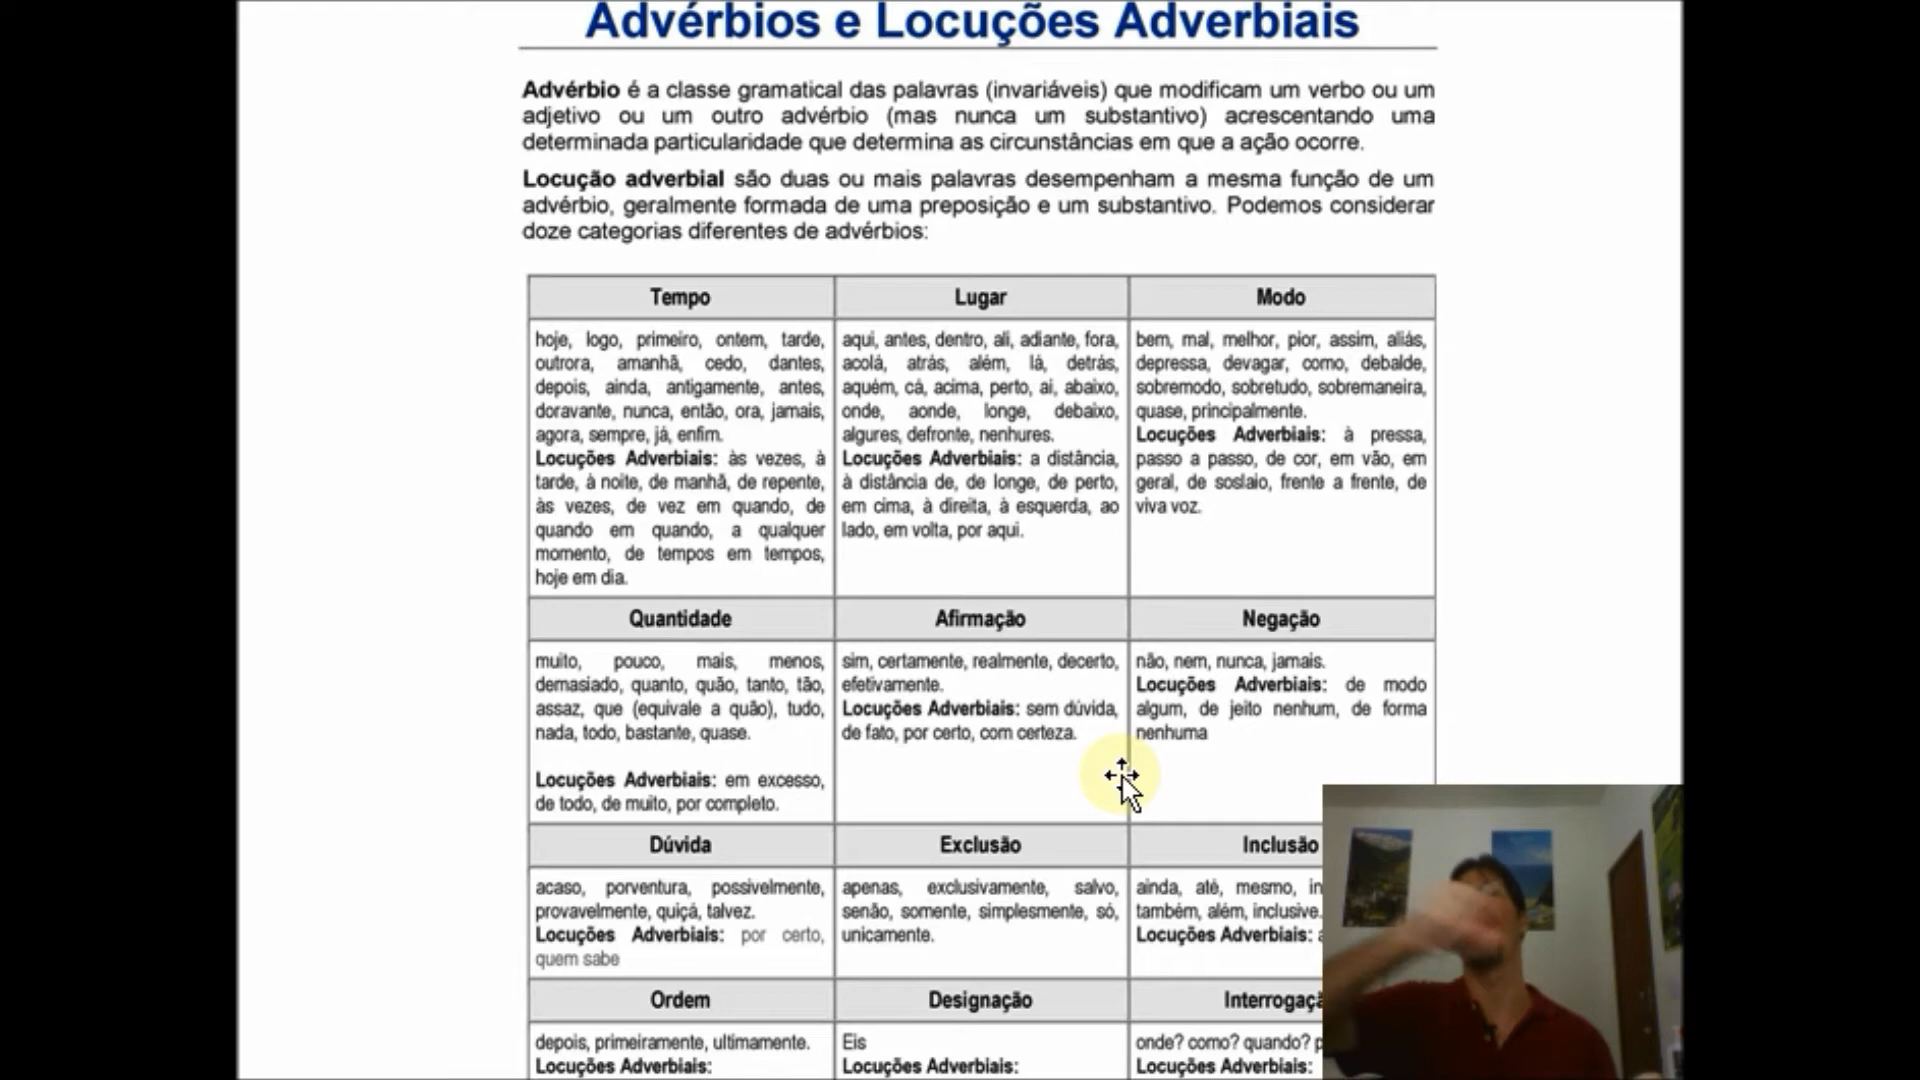 Advérbios e Locuções Adverbiais
Advérbio é a classe gramatical das palavras (invariáveis) que modificam um verbo ou um
adjetivo ou um outro advérbio (mas nunca um substantivo) acrescentando uma
determinada particularidade que determina as circunstâncias em que a ação ocorre.
Locução adverbial são duas ou mais palavras desempenham a mesma função de um
advérbio, geralmente formada de uma preposição e um substantivo. Podemos considerar
doze categorias diferentes de advérbios:
Tempo
hoje, logo, primeiro, ontem, tarde,
outrora, amanhã, cedo, dantes,
depois, ainda, antigamente, antes,
doravante, nunca, então, ora, jamais,
agora, sempre, já, enfim.
Locuções Adverbiais: às vezes, à
tarde, à noite, de manhã, de repente,
às vezes, de vez em quando, de
quando em quando, a qualquer
momento, de tempos em tempos,
hoje em dia.
Lugar
aqui, antes, dentro, ali, adiante, fora,
acolá, atrás, além, lá, detrás,
aquém, cá, acima, perto, aí, abaixo,
onde, aonde, longe, debaixo,
algures, defronte, nenhures.
Locuções Adverbiais: a distância,
à distância de, de longe, de perto,
em cima, à direita, à esquerda, ao
lado, em volta, por aqui.
Modo
bem, mal, melhor, pior, assim, aliás,
depressa, devagar, como, debalde,
sobremodo, sobretudo, sobremaneira,
quase, principalmente.
Locuções Adverbiais: à pressa,
passo a passo, de cor, em vão, em
geral, de soslaio, frente a frente, de
viva voz.
Quantidade
muito, pouco, mais, menos,
demasiado, quanto, quão, tanto, tão,
assaz, que (equivale a quão), tudo,
nada, todo, bastante, quase.
Locuções Adverbiais: em excesso,
de todo, de muito, por completo.
Afirmação
sim, certamente, realmente, decerto,
efetivamente.
Locuções Adverbiais: sem dúvida,
de fato, por certo, com certeza.
Negação
não, nem, nunca, jamais.
Locuções Adverbiais: de modo
algum, de jeito nenhum, de forma
nenhuma
Dúvida
acaso, porventura, possivelmente,
provavelmente, quiçá, talvez.
Locuções Adverbiais: por certo,
quem sabe
Exclusão
apenas, exclusivamente, salvo,
senão, somente, simplesmente, só,
unicamente.
Inclusão
ainda, até, mesmo,
também, além, inclusive.
Locuções Adverbiais:
Ordem
depois, primeiramente, ultimamente.
Locuções Adverbiais:
Designação
Eis
Locuções Adverbiais:
Interrogaçã
onde? como? quando?
Locuções Adverbiais: